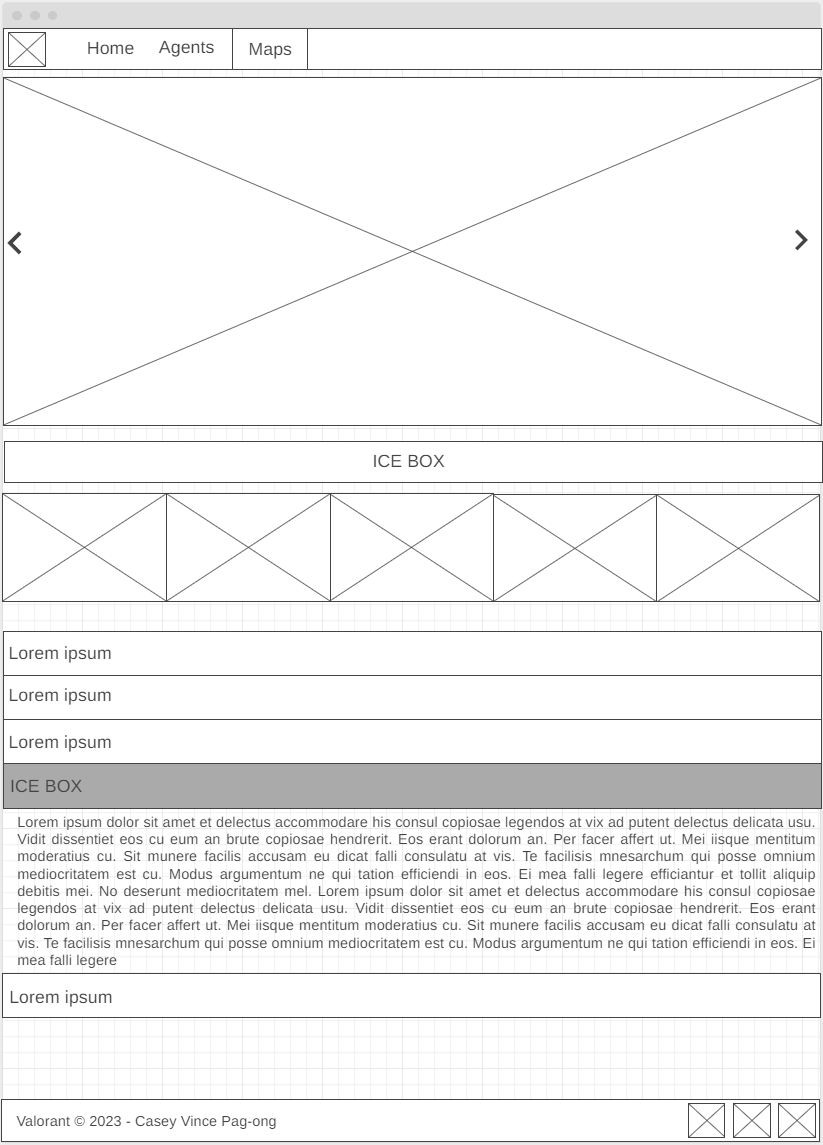 Home Agents Maps
ICE BOX
Lorem ipsum
Lorem ipsum
Lorem ipsum
ICE BOX
Lorem ipsum dolor sit amet et delectus accommodare his consul copiosae legendos at vix ad putent delectus delicata usu.
Vidit dissentiet eos cu eum an brute copiosae hendrerit. Eos erant dolorum an. Per facer affert ut. Mei iisque mentitum
moderatius cu. Sit munere facilis accusam eu dicat falli consulatu at vis. Te facilisis mnesarchum qui posse omnium
mediocritatem est cu. Modus argumentum ne qui tation efficiendi in eos. Ei mea falli legere efficiantur et tollit aliquip
debitis mei. No deserunt mediocritatem mel. Lorem ipsum dolor sit amet et delectus accommodare his consul copiosae
legendos at vix ad putent delectus delicata usu. Vidit dissentiet eos cu eum an brute copiosae hendrerit. Eos erant
dolorum an. Per facer affert ut. Mei iisque mentitum moderatius cu. Sit munere facilis accusam eu dicat falli consulatu at
vis. Te facilisis mnesarchum qui posse omnium mediocritatem est cu. Modus argumentum ne qui tation efficiendi in eos. Ei
mea falli legere
Lorem ipsum
Valorant © 2023 - Casey Vince Pag-ong